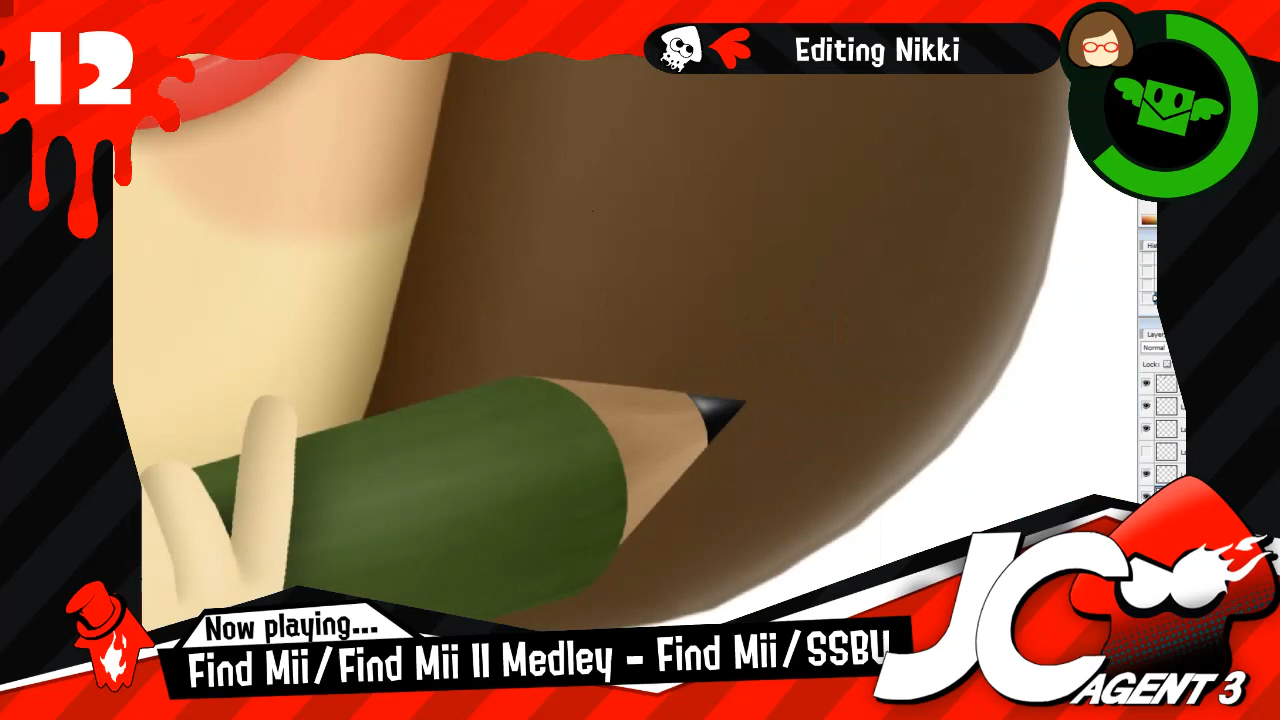 12
Editing Nikki
Normal
Lock:
Now playing...
Find Mii/Find Mii II Medley - Find Mii/SSBU
JC
AGENT 3